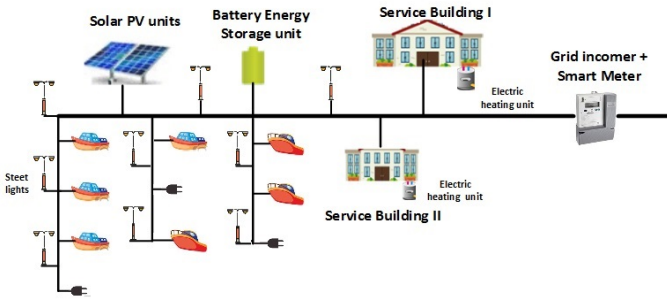 Solar PV units
Battery Energy
Storage unit
Service Building I
Grid incomer +
Smart Meter
Electric
heating unit
Steet
lights
Electric
heating unit
Service Building II